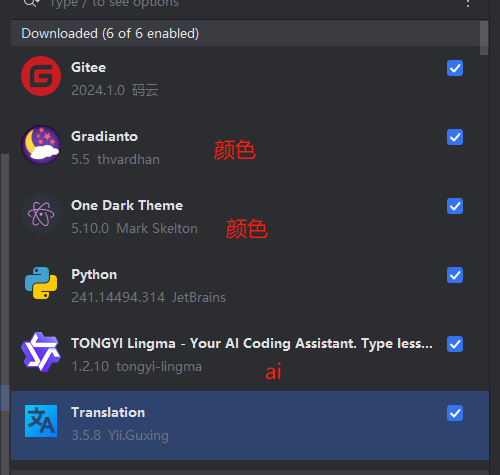 Type / to see options
Downloaded (6 of 6 enabled)
Gitee
2024.1.0 码云
Gradianto
5.5 thvardhan
颜色
One Dark Theme
5.10.0 Mark Skelton
颜色
Python
241.14494.314 JetBrains
TONGYI Lingma - Your AI Coding Assistant. Type less...
1.2.10 tongyi-lingma
ai
Translation
3.5.8 Yii.Guxing